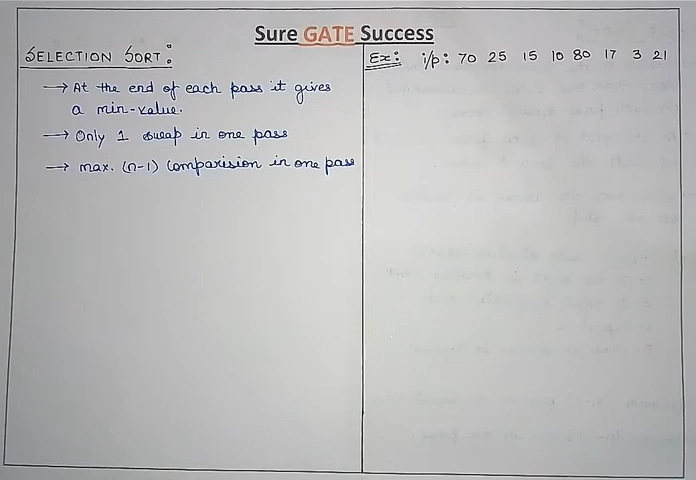 Sure GATE Success
SELECTION SORT:
→ At the end of each pass it gives
a min-value.
→ Only 1 swap in one pass
→ max. (n-1) Comparision in one pass
Ex: i/p: 70 25 15 10 80 17 3 21